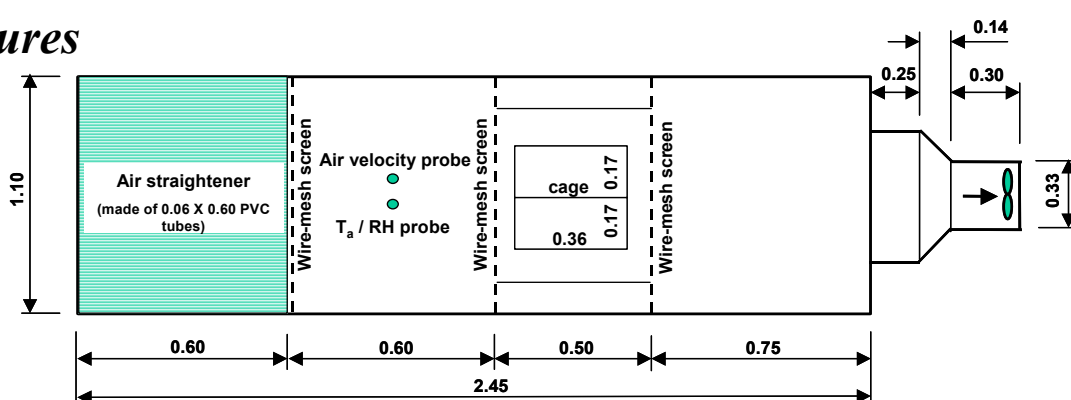 ures
0.14
0.25
0.30
1.10
Air straightener
(made of 0.06 X 0.60 PVC
tubes)
Wire-mesh screen
Air velocity probe
Tₐ / RH probe
Wire-mesh screen
cage
0.17
0.17
0.36
Wire-mesh screen
0.33
0.60
0.60
0.50
0.75
2.45